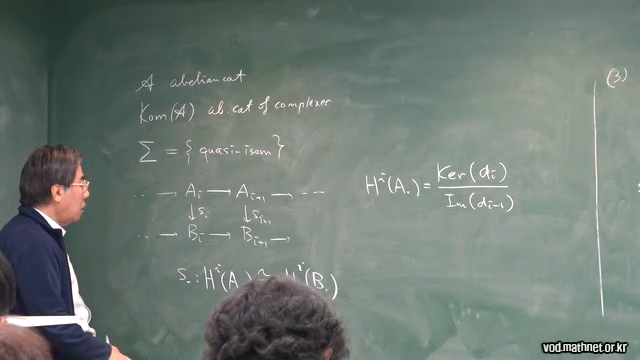 A abelian cat
Kom(A) ab cat of complexes
Σ = { quasi-isom }
··· → A_i → A_{i+1} → ···
↓s_i ↓s_{i+1}
··· → B_i → B_{i+1} →
H^i(A.) = Ker(d_i) / Im(d_{i-1})
S. : H^i(A.) ≃ H^i(B.)
(3)
vod.mathnet.or.kr